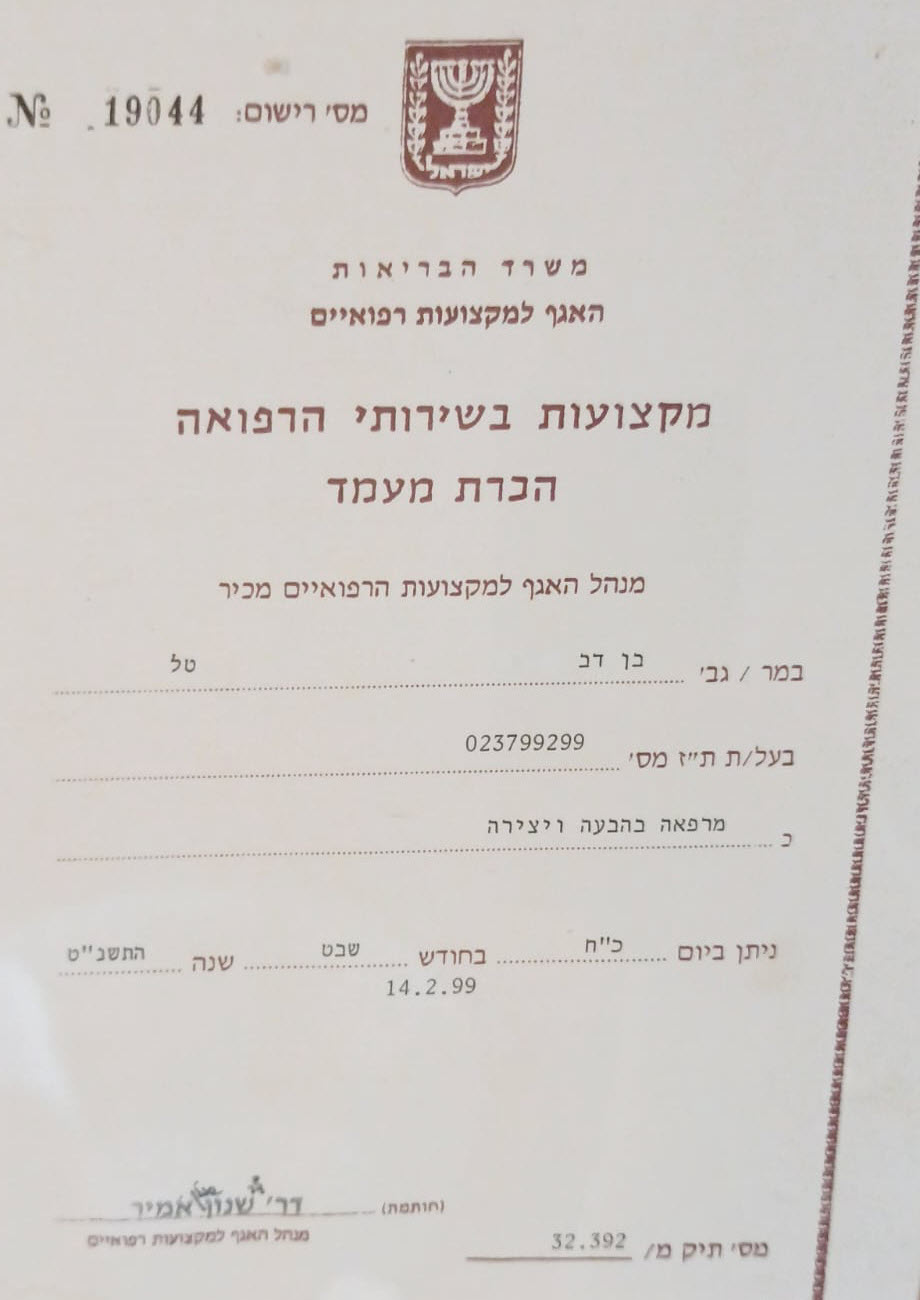 מס׳ רישום: 19044 №
ישראל
משרד הבריאות
האגף למקצועות רפואיים
מקצועות בשירותי הרפואה
הכרת מעמד
מנהל האגף למקצועות הרפואיים מכיר
במר / גב׳ בן דב טל
בעל/ת ת״ז מס׳ 023799299
כ מרפאה בהבעה ויצירה
ניתן ביום כ"ח בחודש שבט שנה התשנ"ט
14.2.99
(חותמת) דר׳ אמיר
מנהל האגף למקצועות רפואיים
מס׳ תיק מ/ 32.392